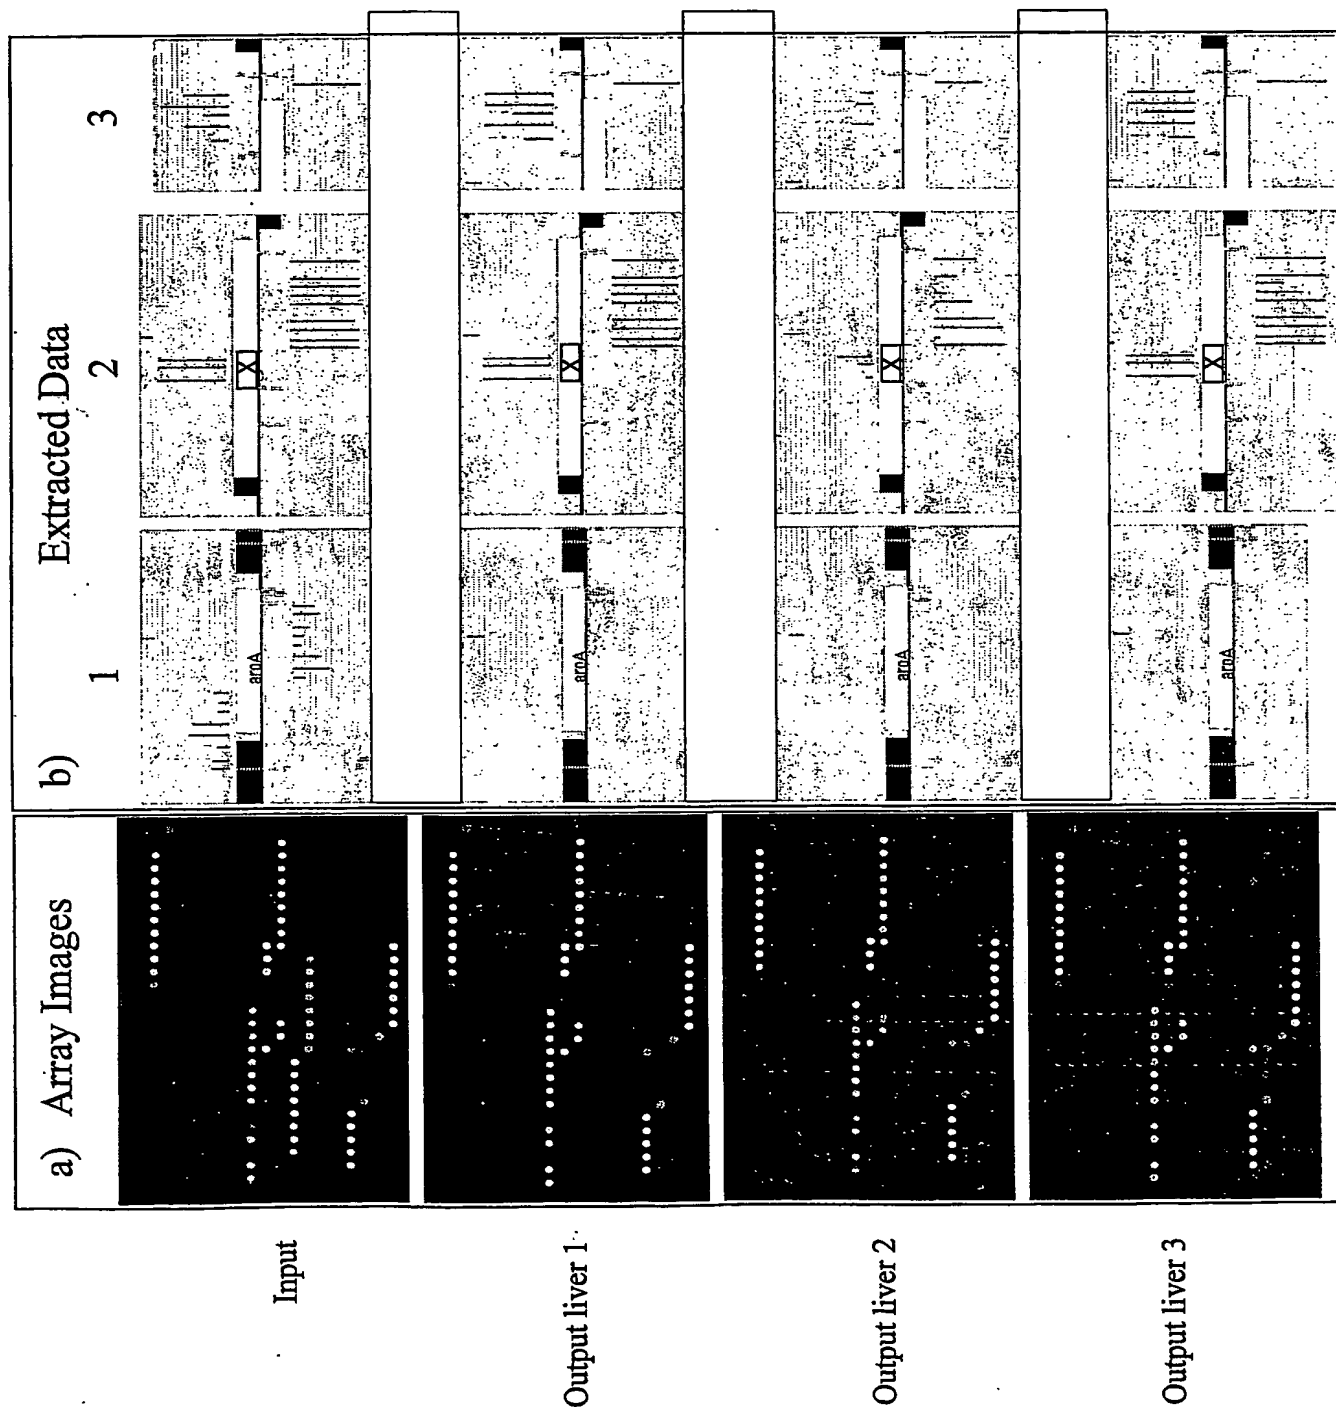 a) Array Images
b) Extracted Data
1 2 3
Input
aroA
X
Output liver 1
aroA
X
Output liver 2
aroA
X
Output liver 3
aroA
X